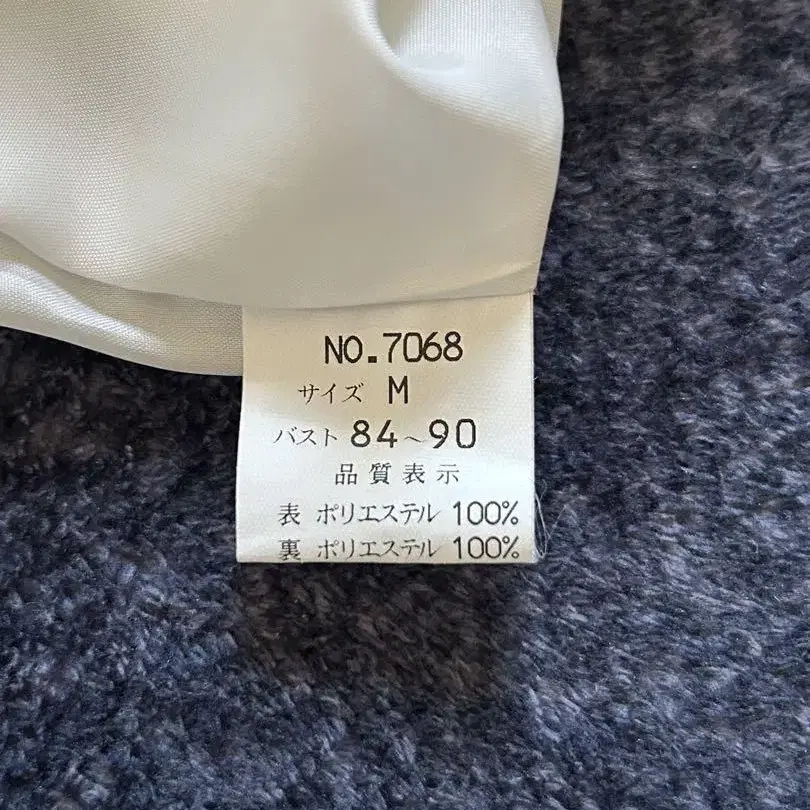 NO.7068
サイズ M
バスト 84~90
品質表示
表 ポリエステル 100%
裏 ポリエステル 100%